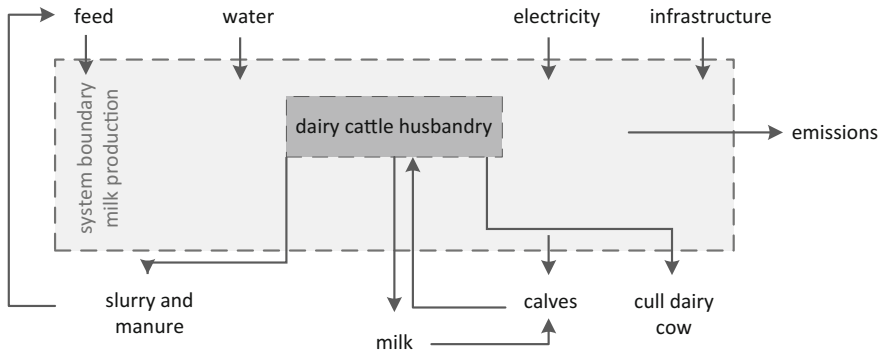 feed
water
electricity
infrastructure
system boundary
milk production
dairy cattle husbandry
emissions
slurry and
manure
milk
calves
cull dairy
cow